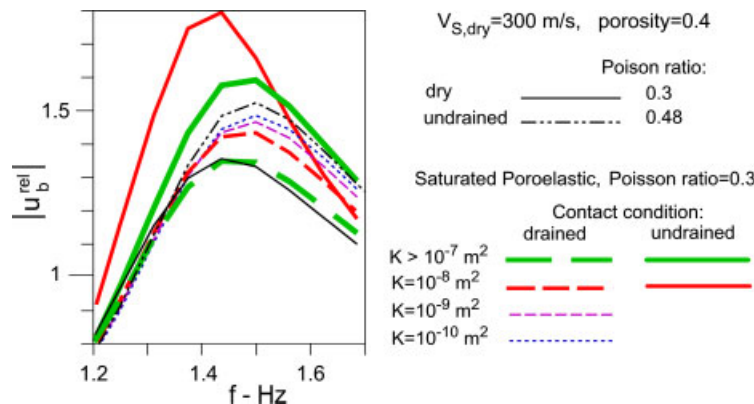 V_S,dry=300 m/s, porosity=0.4
Poison ratio:
dry 0.3
undrained 0.48
Saturated Poroelastic, Poisson ratio=0.3
Contact condition:
drained undrained
K > 10^-7 m^2
K=10^-8 m^2
K=10^-9 m^2
K=10^-10 m^2
|u_b^rel|
1.5
1
1.2 1.4 1.6
f - Hz